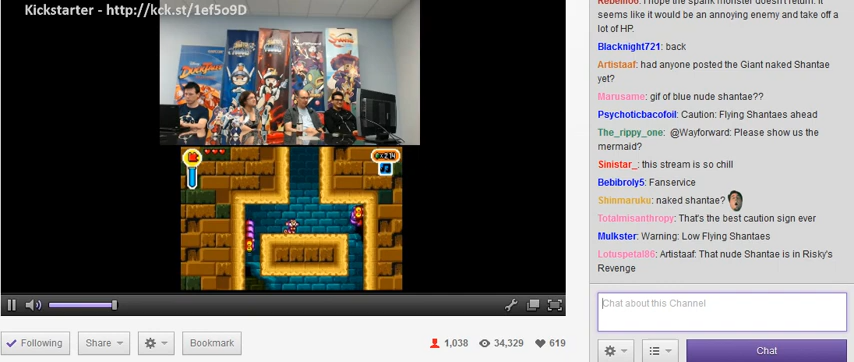 Kickstarter - http://kck.st/1ef5o9D
DUCKTALES
Rebelm66: I hope the spank monster doesn't return. It
seems like it would be an annoying enemy and take off a
lot of HP.
Blacknight721: back
Artistaaf: had anyone posted the Giant naked Shantae
yet?
Marusame: gif of blue nude shantae??
Psychoticbacofoil: Caution: Flying Shantaes ahead
The_rippy_one: @Wayforward: Please show us the
mermaid?
Sinistar_: this stream is so chill
Bebibroly5: Fanservice
Shinmaruku: naked shantae?
Totalmisanthropy: That's the best caution sign ever
Mulkster: Warning: Low Flying Shantaes
Lotuspetal86: Artistaaf: That nude Shantae is in Risky's
Revenge
Chat about this Channel
Chat
Following
Share
Bookmark
1,038
34,329
619